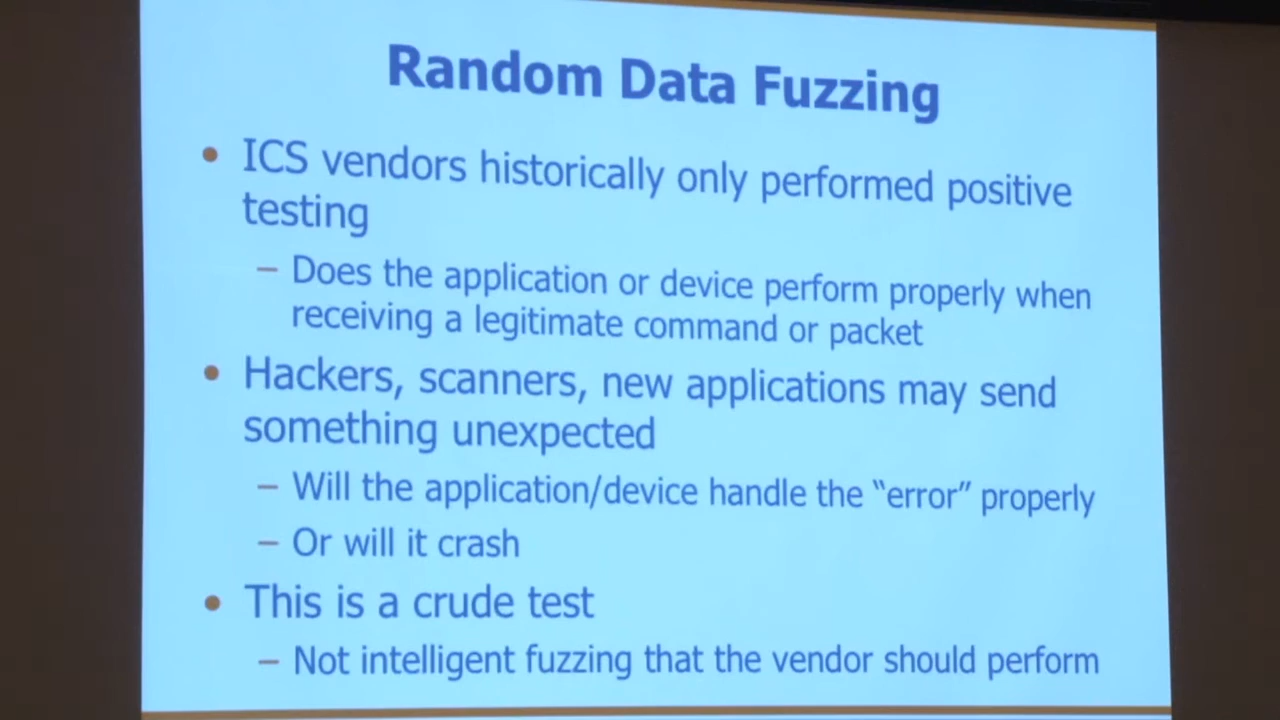 Random Data Fuzzing
• ICS vendors historically only performed positive
testing
– Does the application or device perform properly when
receiving a legitimate command or packet
• Hackers, scanners, new applications may send
something unexpected
– Will the application/device handle the “error” properly
– Or will it crash
• This is a crude test
– Not intelligent fuzzing that the vendor should perform